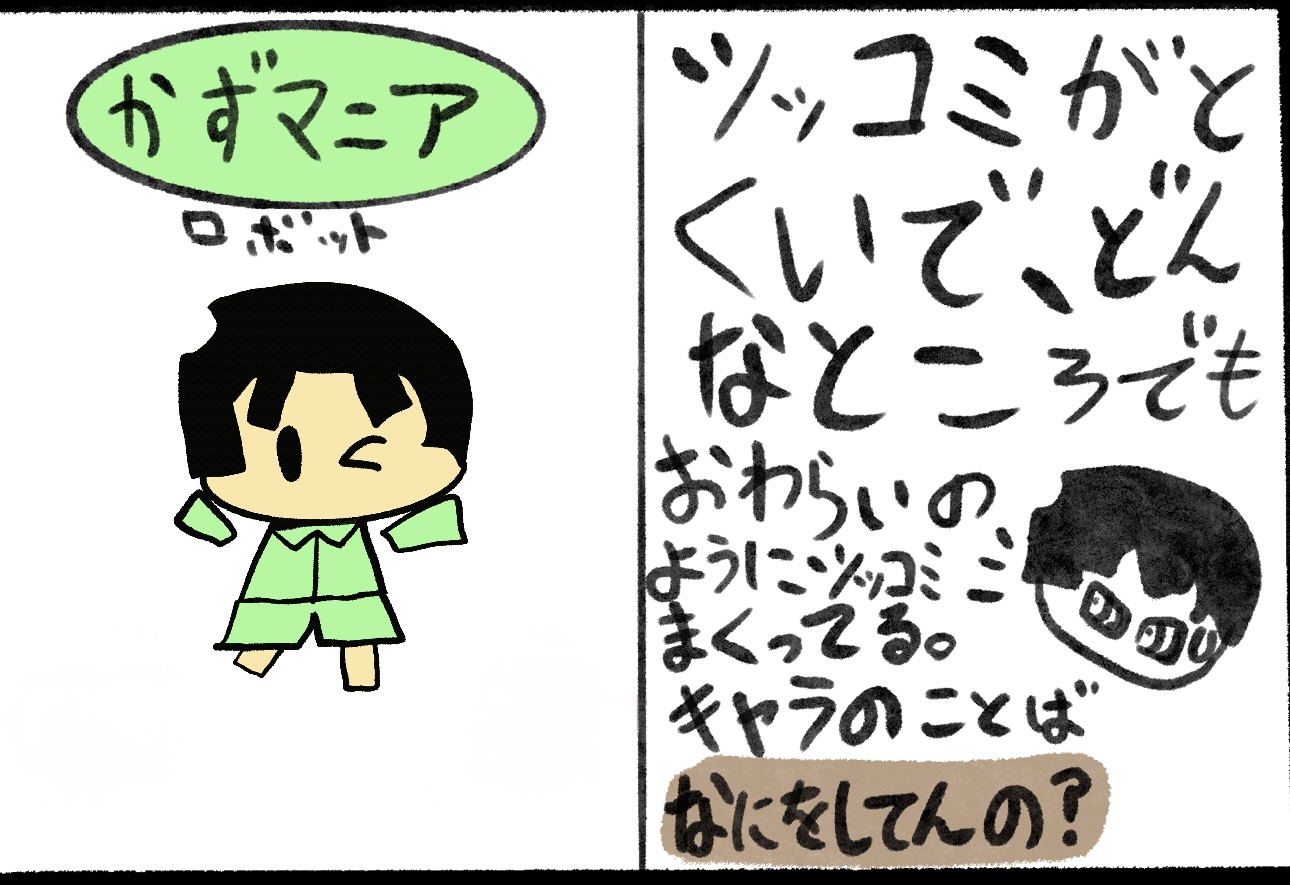 かずマニア
ロボット
ツッコミがと
くいで、どん
なところでも
おわらいの
ようにツッコミ
まくってる。
キャラのことば
なにをしてんの?